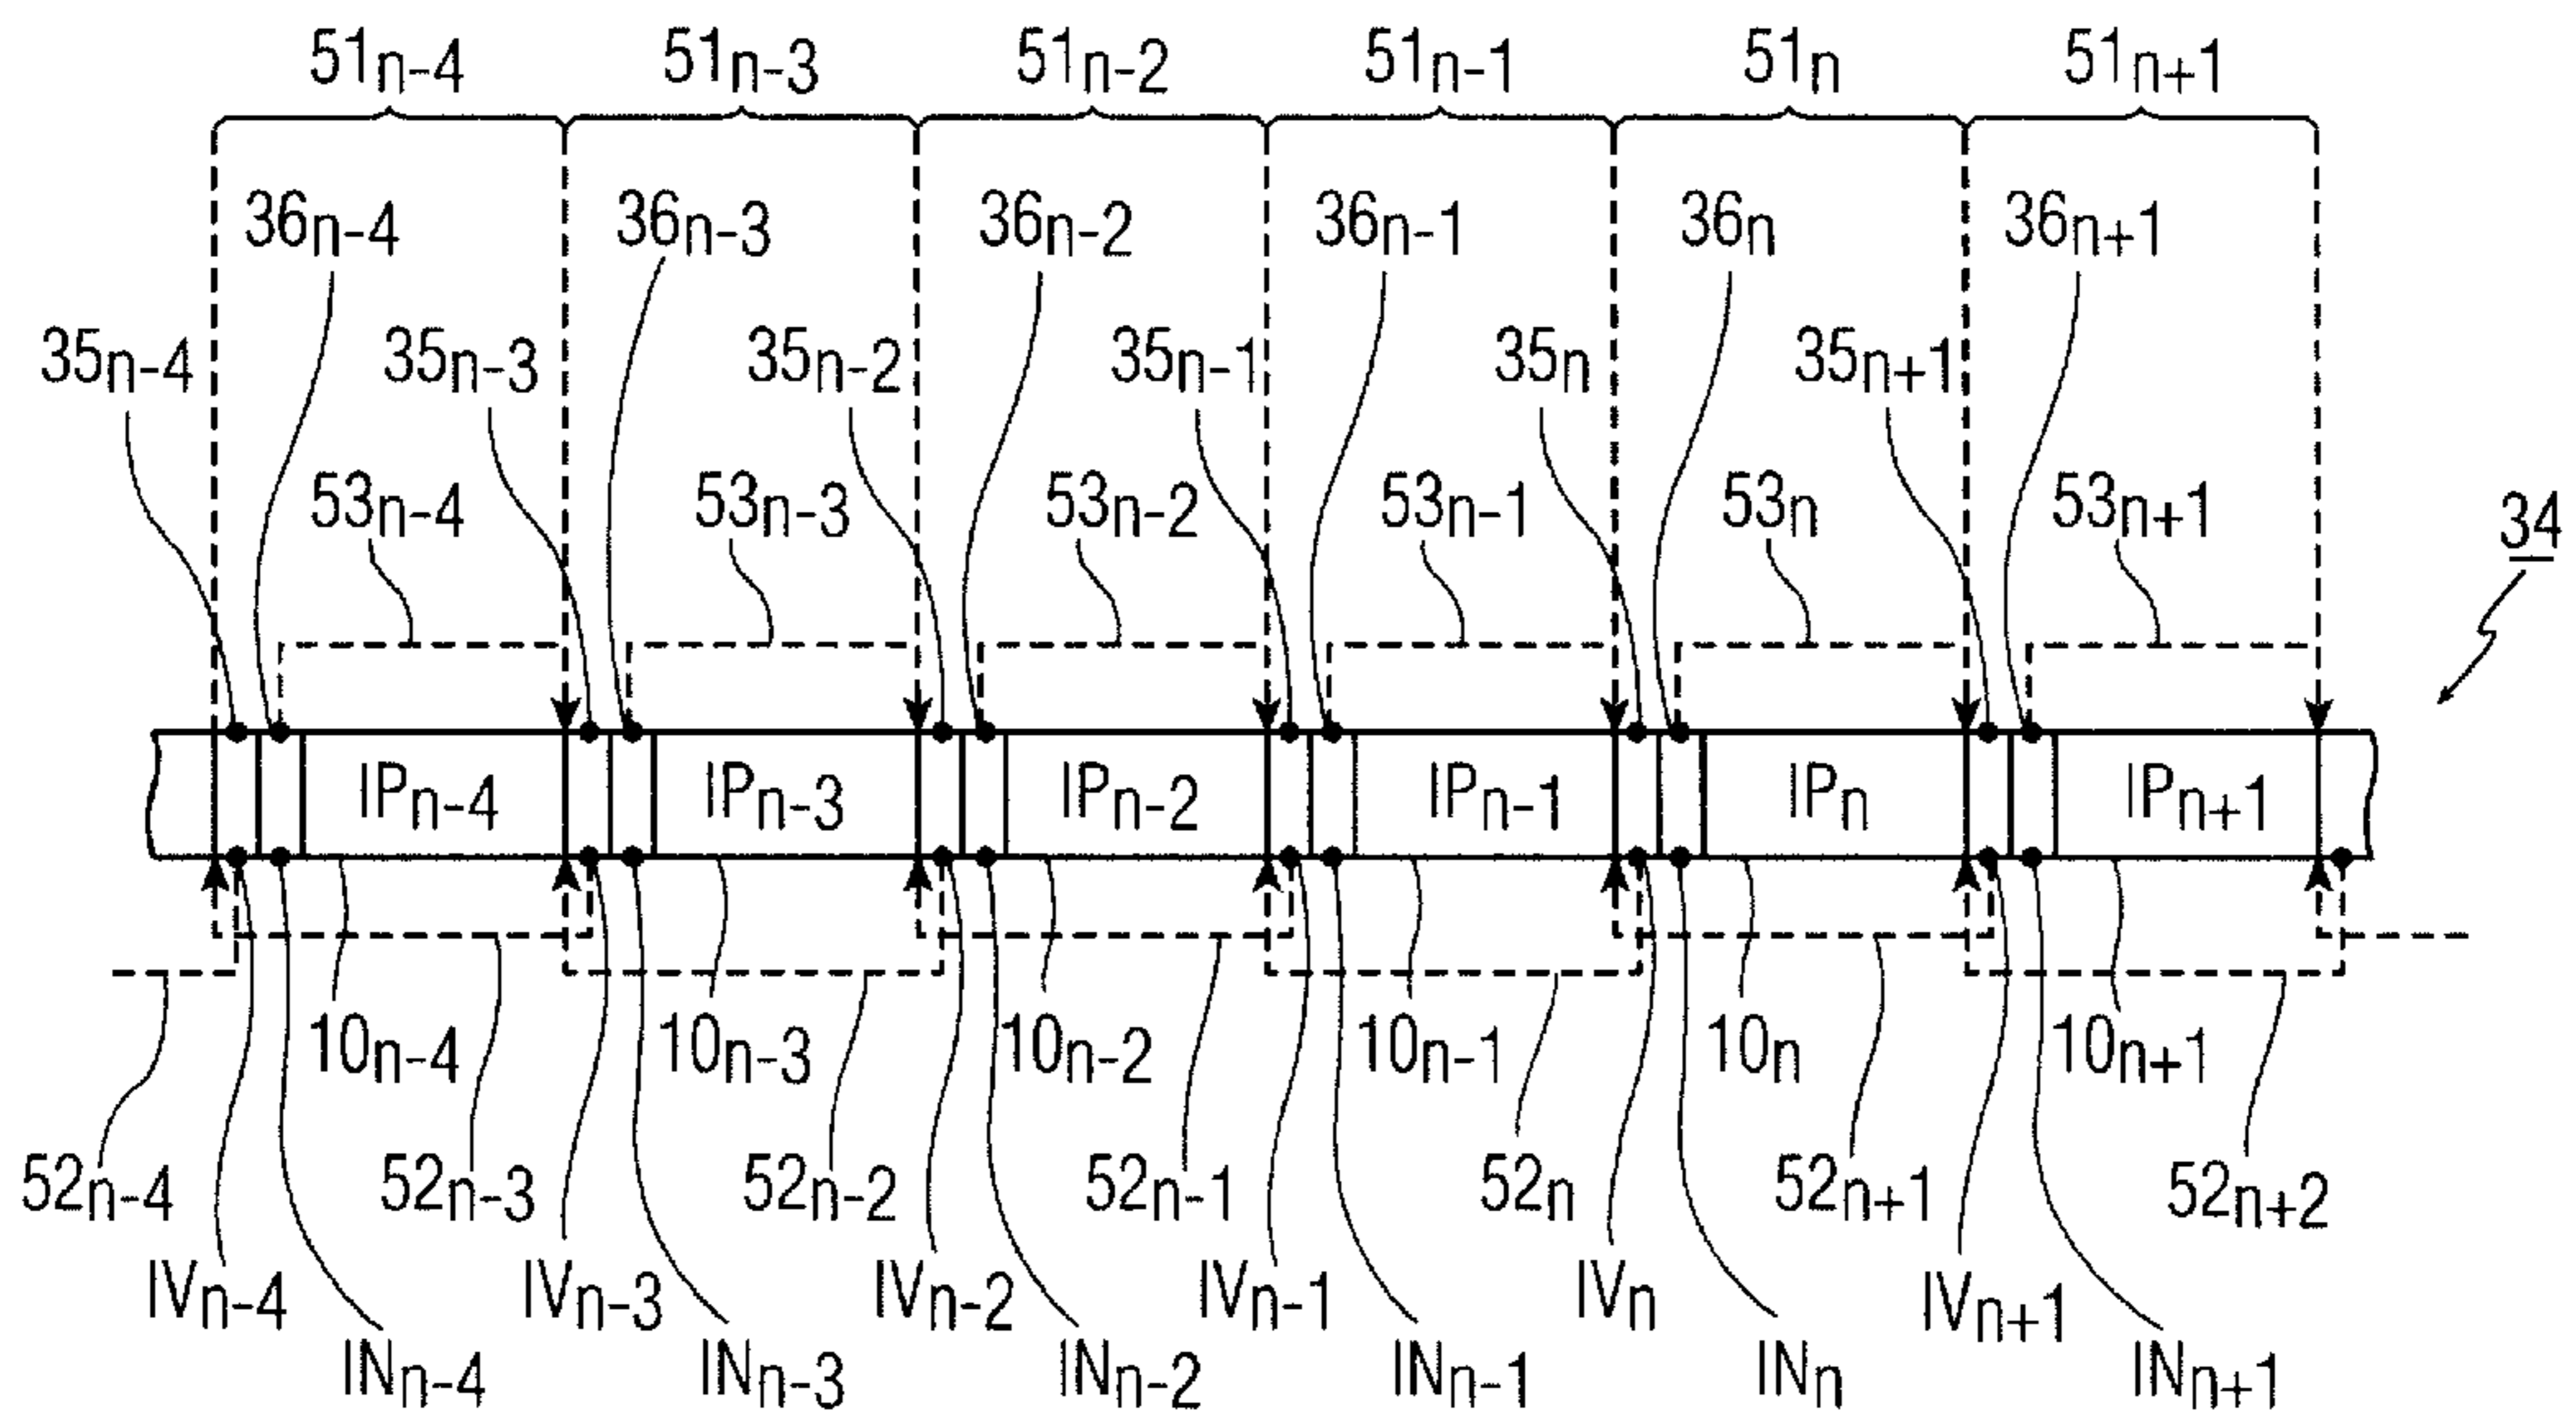 51n-4 51n-3 51n-2 51n-1 51n 51n+1
36n-4 36n-3 36n-2 36n-1 36n 36n+1
35n-4 35n-3 35n-2 35n-1 35n 35n+1
53n-4 53n-3 53n-2 53n-1 53n 53n+1
34
IPn-4 IPn-3 IPn-2 IPn-1 IPn IPn+1
10n-4 10n-3 10n-2 10n-1 10n 10n+1
52n-4 52n-3 52n-2 52n-1 52n 52n+1 52n+2
IVn-4 IVn-3 IVn-2 IVn-1 IVn IVn+1
INn-4 INn-3 INn-2 INn-1 INn INn+1